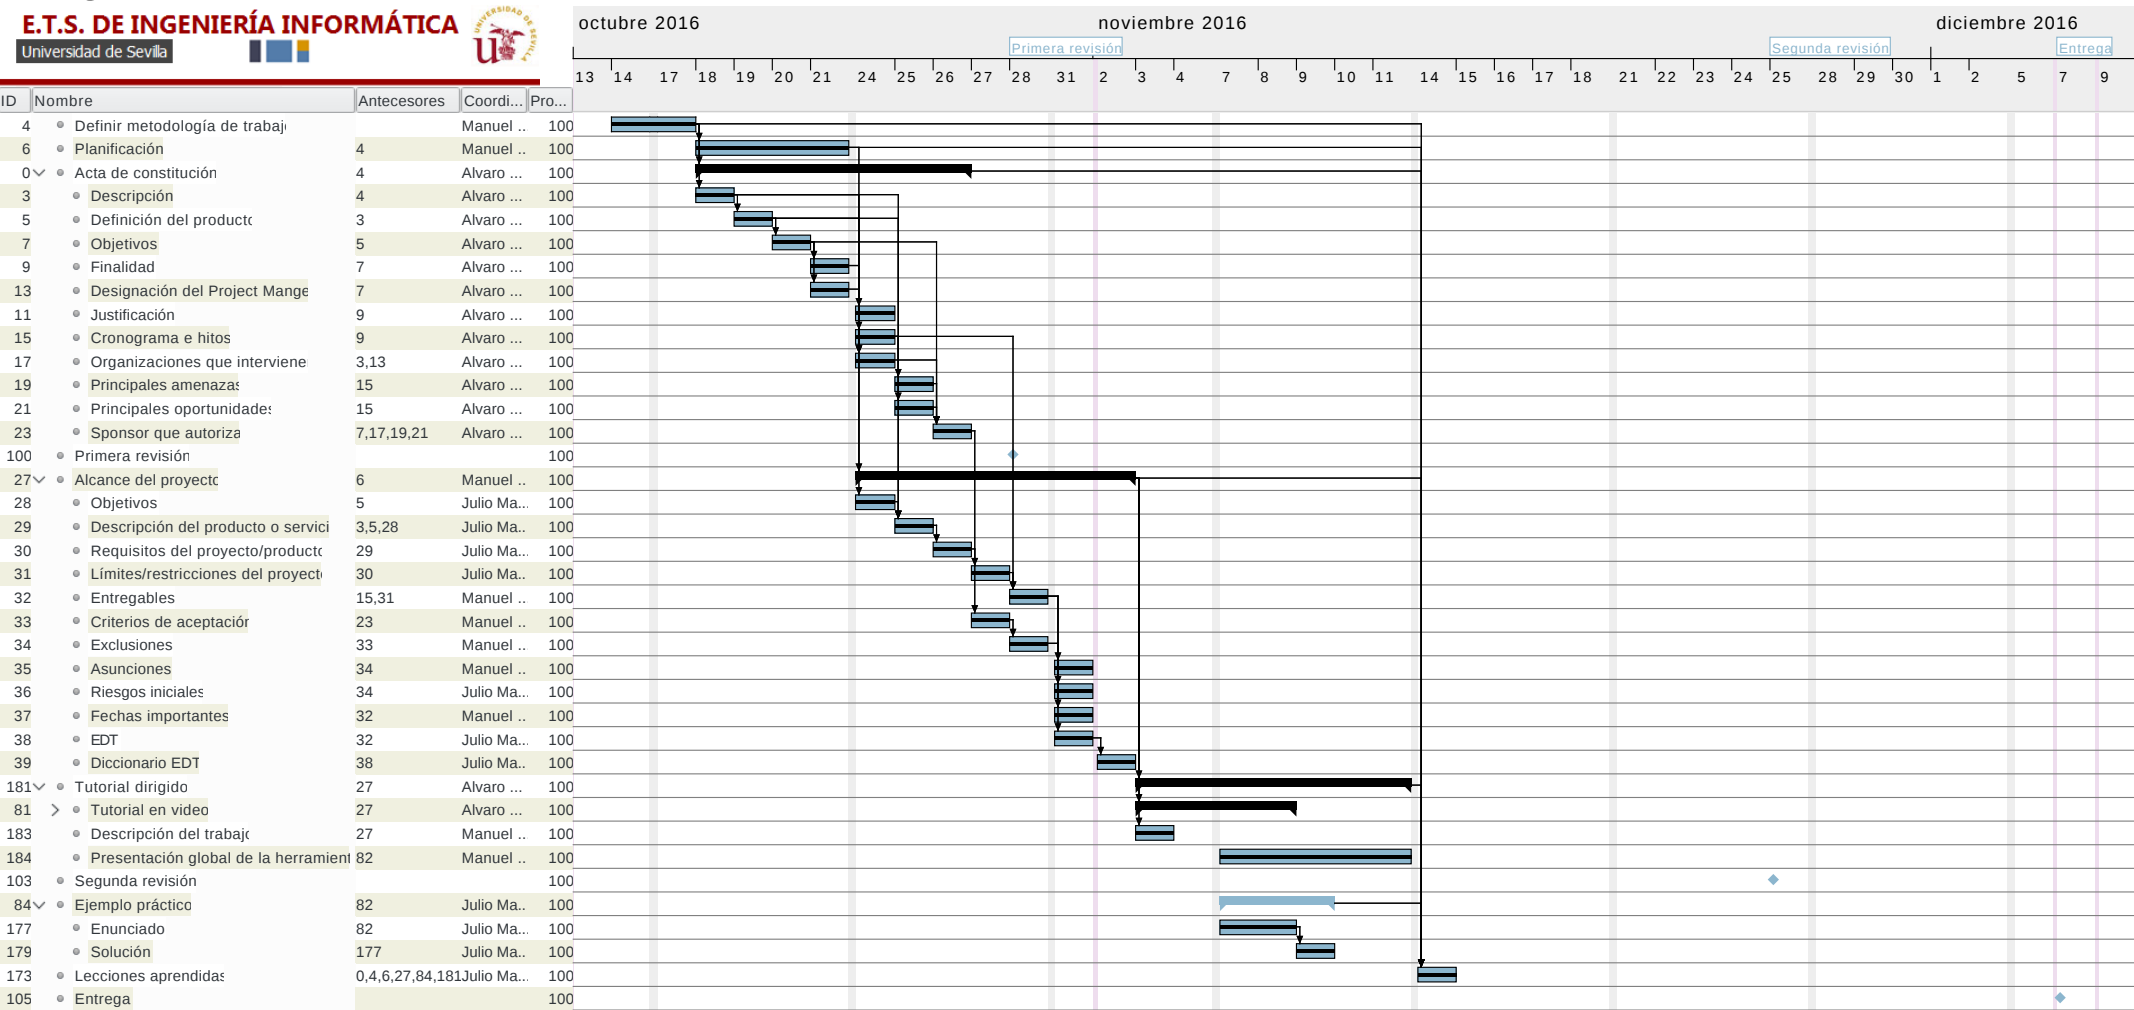 E.T.S. DE INGENIERÍA INFORMÁTICA
Universidad de Sevilla
UNIVERSIDAD DE SEVILLA
octubre 2016 noviembre 2016 diciembre 2016
Primera revisión Segunda revisión Entrega
13 14 17 18 19 20 21 24 25 26 27 28 31 2 3 4 7 8 9 10 11 14 15 16 17 18 21 22 23 24 25 28 29 30 1 2 5 7 9
ID Nombre Antecesores Coordi... Pro...
4 Definir metodología de trabaj Manuel .. 100
6 Planificación 4 Manuel .. 100
0 Acta de constitución 4 Alvaro ... 100
3 Descripción 4 Alvaro ... 100
5 Definición del producto 3 Alvaro ... 100
7 Objetivos 5 Alvaro ... 100
9 Finalidad 7 Alvaro ... 100
13 Designación del Project Mange 7 Alvaro ... 100
11 Justificación 9 Alvaro ... 100
15 Cronograma e hitos 9 Alvaro ... 100
17 Organizaciones que interviene 3,13 Alvaro ... 100
19 Principales amenazas 15 Alvaro ... 100
21 Principales oportunidades 15 Alvaro ... 100
23 Sponsor que autoriza 7,17,19,21 Alvaro ... 100
100 Primera revisión 100
27 Alcance del proyecto 6 Manuel .. 100
28 Objetivos 5 Julio Ma.. 100
29 Descripción del producto o servici 3,5,28 Julio Ma.. 100
30 Requisitos del proyecto/producto 29 Julio Ma.. 100
31 Límites/restricciones del proyecto 30 Julio Ma.. 100
32 Entregables 15,31 Manuel .. 100
33 Criterios de aceptación 23 Manuel .. 100
34 Exclusiones 33 Manuel .. 100
35 Asunciones 34 Manuel .. 100
36 Riesgos iniciales 34 Julio Ma.. 100
37 Fechas importantes 32 Manuel .. 100
38 EDT 32 Julio Ma.. 100
39 Diccionario EDT 38 Julio Ma.. 100
181 Tutorial dirigido 27 Alvaro ... 100
81 Tutorial en video 27 Alvaro ... 100
183 Descripción del trabajo 27 Manuel .. 100
184 Presentación global de la herramient 82 Manuel .. 100
103 Segunda revisión 100
84 Ejemplo práctico 82 Julio Ma.. 100
177 Enunciado 82 Julio Ma.. 100
179 Solución 177 Julio Ma.. 100
173 Lecciones aprendidas 0,4,6,27,84,181 Julio Ma.. 100
105 Entrega 100